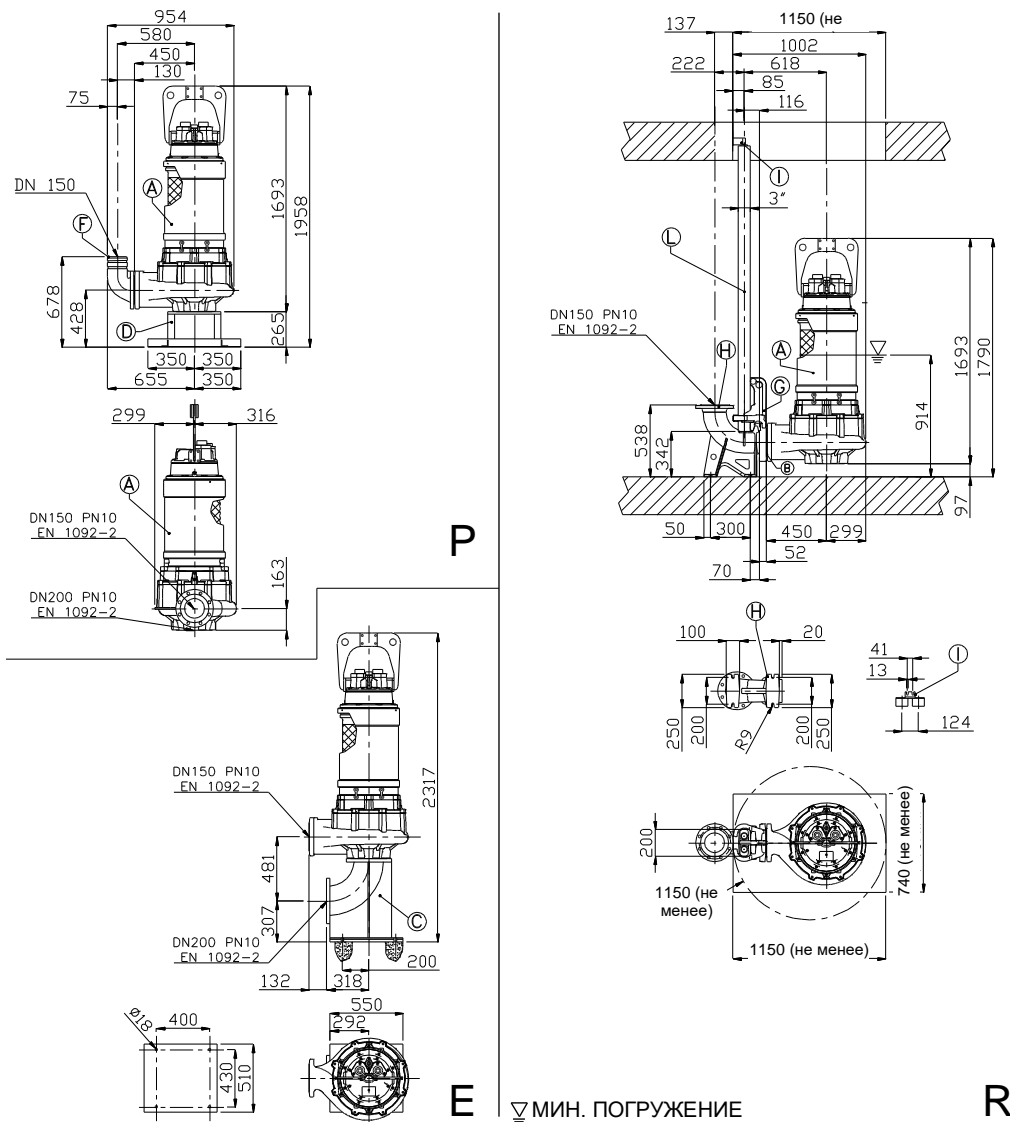 954
580
450
130
75
DN 150
A
F
1693
1958
678
428
D
265
350
350
655
350
299
316
A
DN150 PN10
EN 1092-2
163
DN200 PN10
EN 1092-2
P
DN150 PN10
EN 1092-2
2317
481
307
C
DN200 PN10
EN 1092-2
200
132
318
550
292
Ø18
400
430
510
E
137
1150 (не
1002
222
618
85
116
I
3"
L
DN150 PN10
EN 1092-2
H
A
G
B
1693
1790
914
538
342
97
50
300
450
299
52
70
H
100
20
41
I
13
250
200
R9
200
250
124
200
740 (не менее)
1150 (не
менее)
1150 (не менее)
МИН. ПОГРУЖЕНИЕ
R